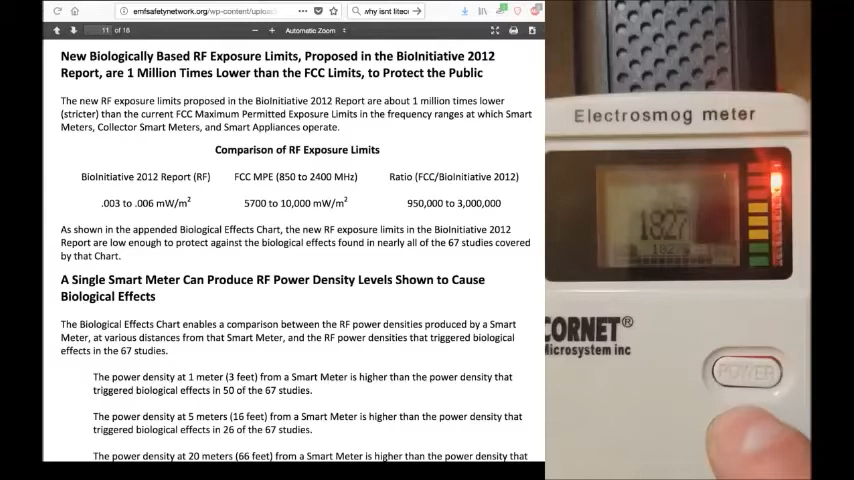 emfsafetynetwork.org/wp-content/upload
why isnt liteco
11 of 18
Automatic Zoom
New Biologically Based RF Exposure Limits, Proposed in the BioInitiative 2012
Report, are 1 Million Times Lower than the FCC Limits, to Protect the Public
The new RF exposure limits proposed in the BioInitiative 2012 Report are about 1 million times lower
(stricter) than the current FCC Maximum Permitted Exposure Limits in the frequency ranges at which Smart
Meters, Collector Smart Meters, and Smart Appliances operate.
Comparison of RF Exposure Limits
BioInitiative 2012 Report (RF) FCC MPE (850 to 2400 MHz) Ratio (FCC/BioInitiative 2012)
.003 to .006 mW/m² 5700 to 10,000 mW/m² 950,000 to 3,000,000
As shown in the appended Biological Effects Chart, the new RF exposure limits in the BioInitiative 2012
Report are low enough to protect against the biological effects found in nearly all of the 67 studies covered
by that Chart.
A Single Smart Meter Can Produce RF Power Density Levels Shown to Cause
Biological Effects
The Biological Effects Chart enables a comparison between the RF power densities produced by a Smart
Meter, at various distances from that Smart Meter, and the RF power densities that triggered biological
effects in the 67 studies.
The power density at 1 meter (3 feet) from a Smart Meter is higher than the power density that
triggered biological effects in 50 of the 67 studies.
The power density at 5 meters (16 feet) from a Smart Meter is higher than the power density that
triggered biological effects in 26 of the 67 studies.
The power density at 20 meters (66 feet) from a Smart Meter is higher than the power density that
Electrosmog meter
1827
CORNET®
Microsystem inc
POWER